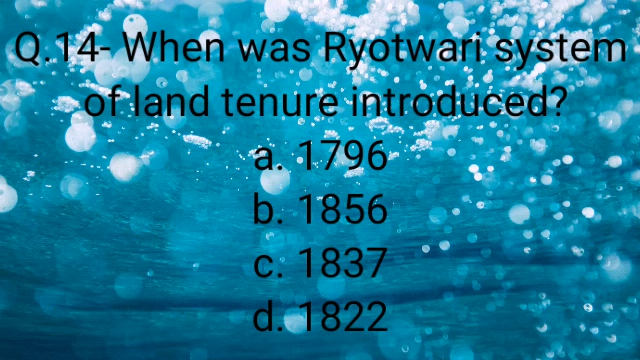 Q.14- When was Ryotwari system
of land tenure introduced?
a. 1796
b. 1856
c. 1837
d. 1822